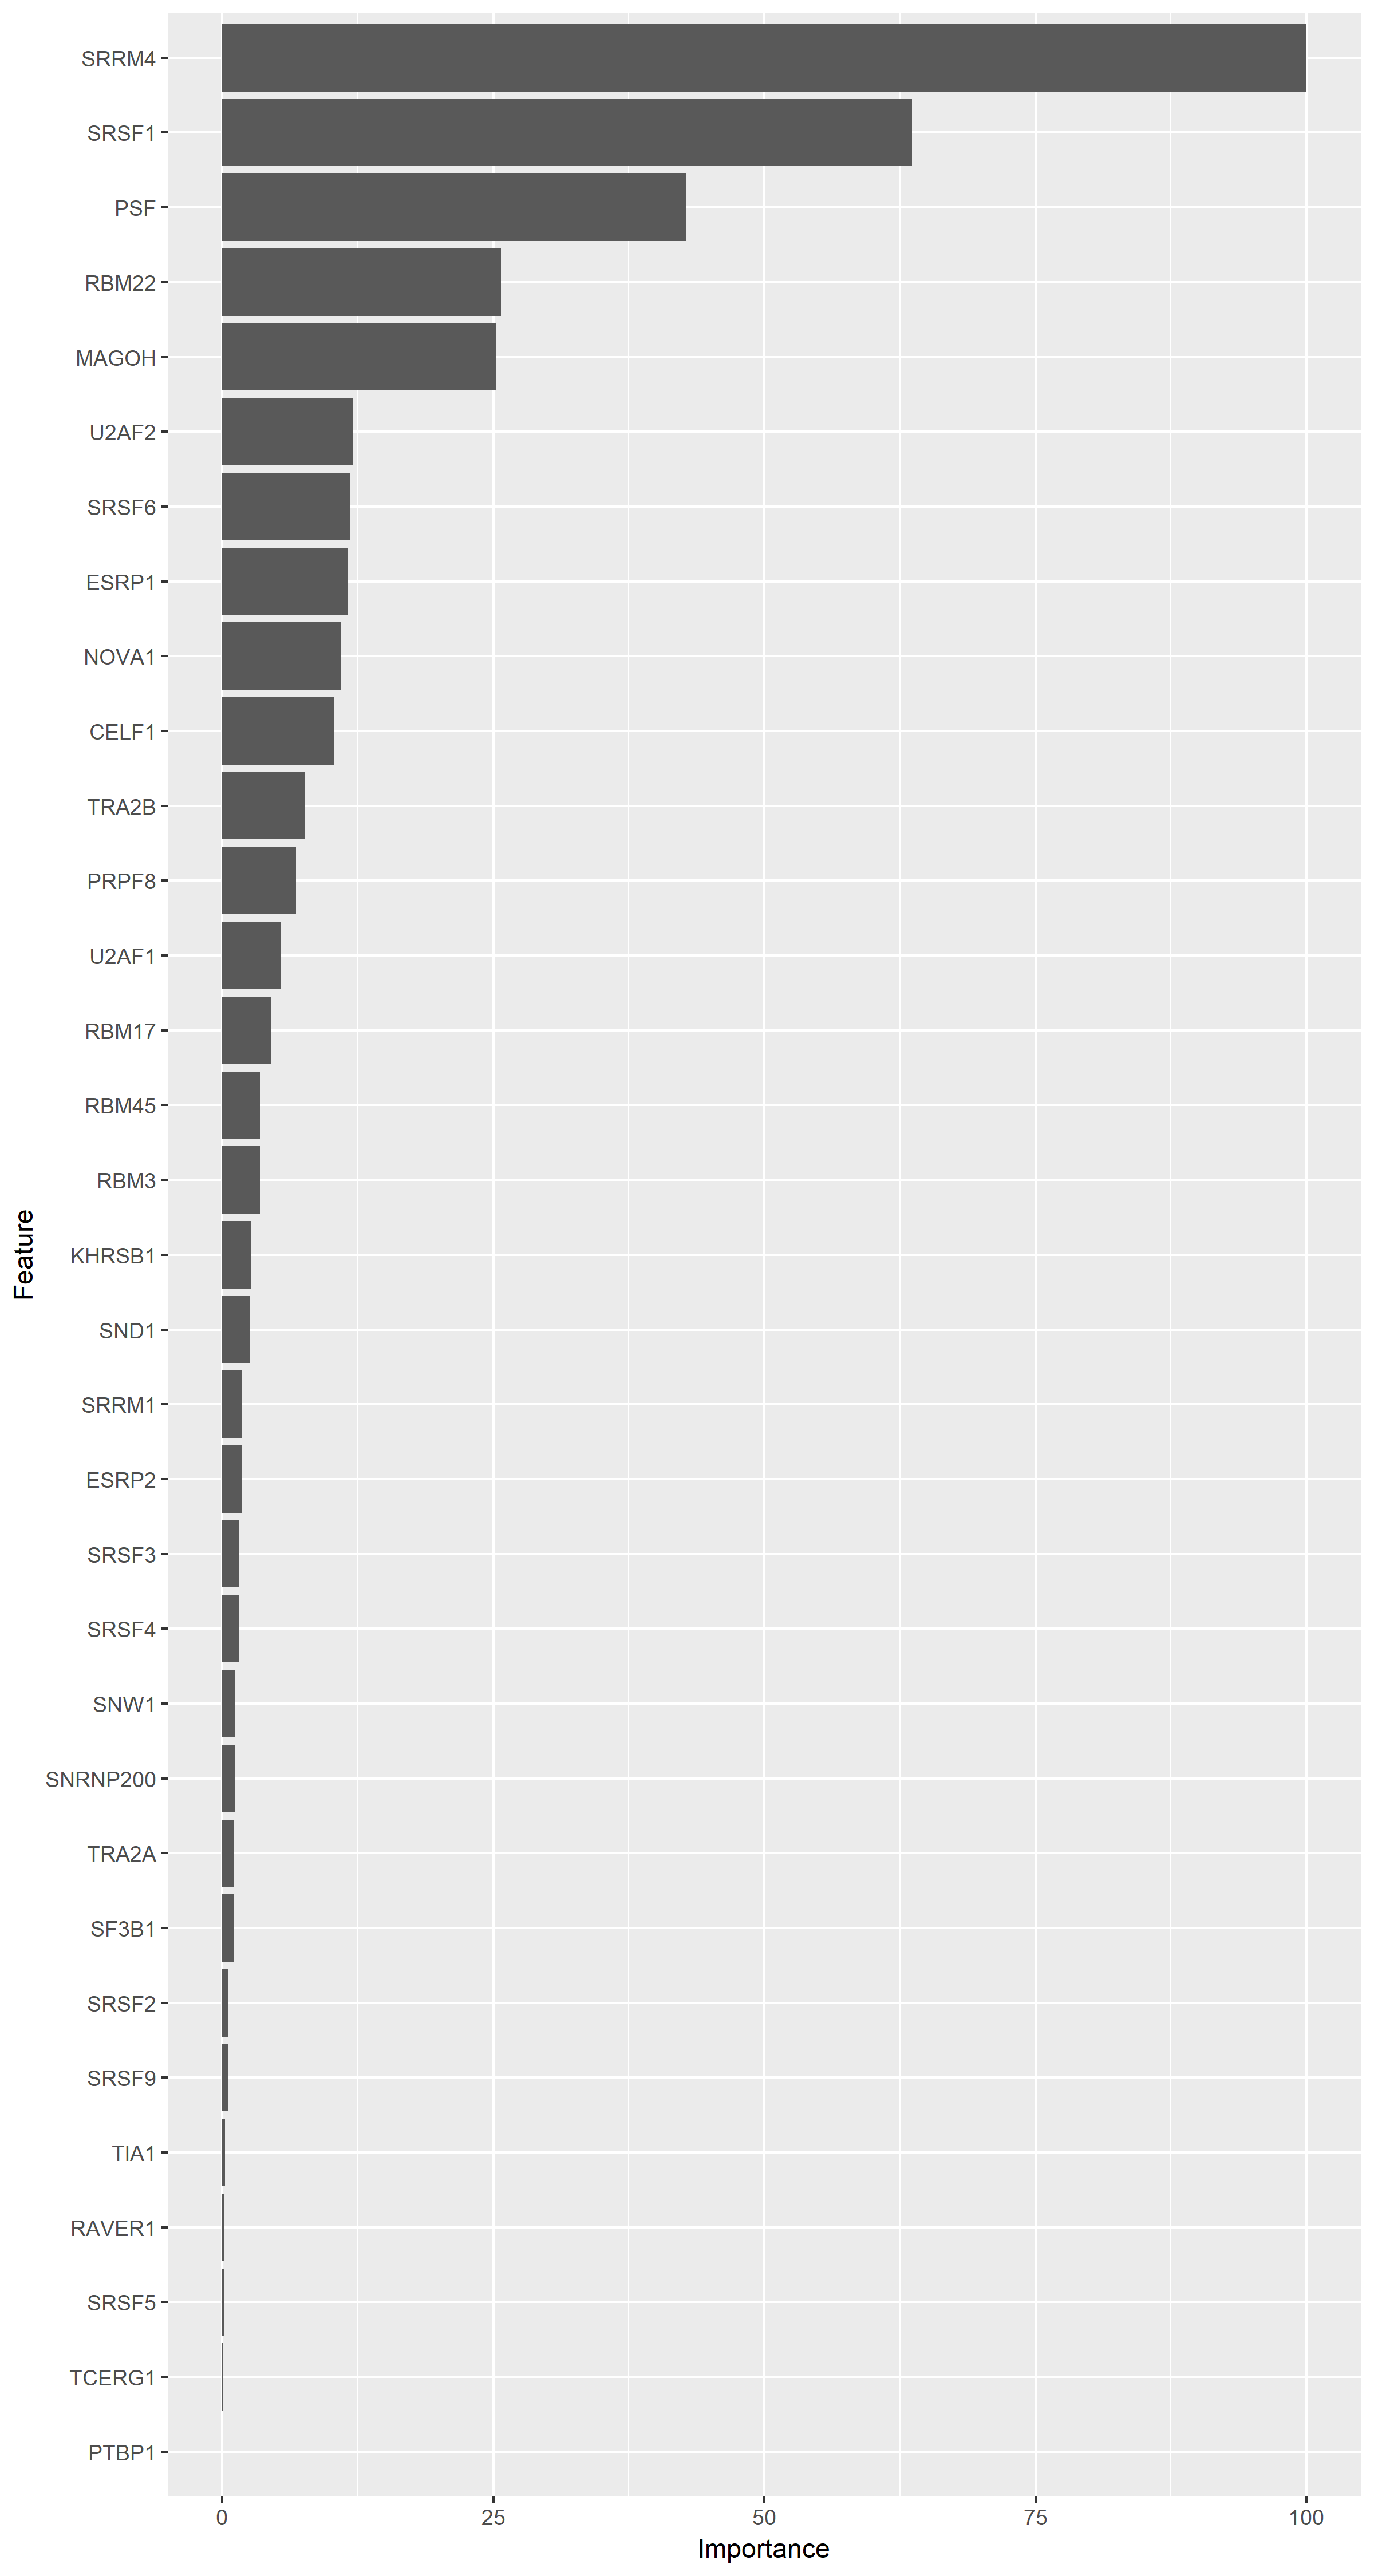 SRRM4
SRSF1
PSF
RBM22
MAGOH
U2AF2
SRSF6
ESRP1
NOVA1
CELF1
TRA2B
PRPF8
U2AF1
RBM17
RBM45
RBM3
KHRSB1
SND1
SRRM1
ESRP2
SRSF3
SRSF4
SNW1
SNRNP200
TRA2A
SF3B1
SRSF2
SRSF9
TIA1
RAVER1
SRSF5
TCERG1
PTBP1
Feature
0 25 50 75 100
Importance